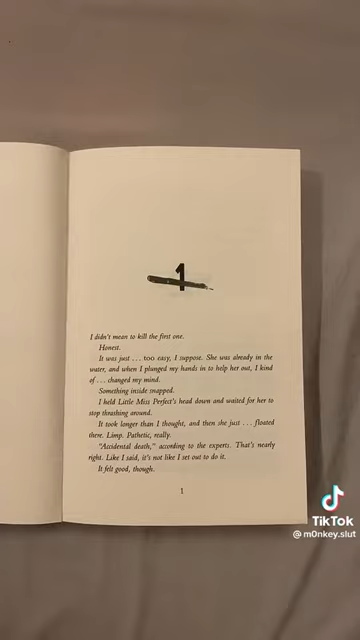 1
I didn't mean to kill the first one.
Honest.
It was just . . . too easy, I suppose. She was already in the
water, and when I plunged my hands in to help her out, I kind
of . . . changed my mind.
Something inside snapped.
I held Little Miss Perfect's head down and waited for her to
stop thrashing around.
It took longer than I thought, and then she just . . . floated
there. Limp. Pathetic, really.
"Accidental death," according to the experts. That's nearly
right. Like I said, it's not like I set out to do it.
It felt good, though.
1
TikTok
@m0nkey.slut